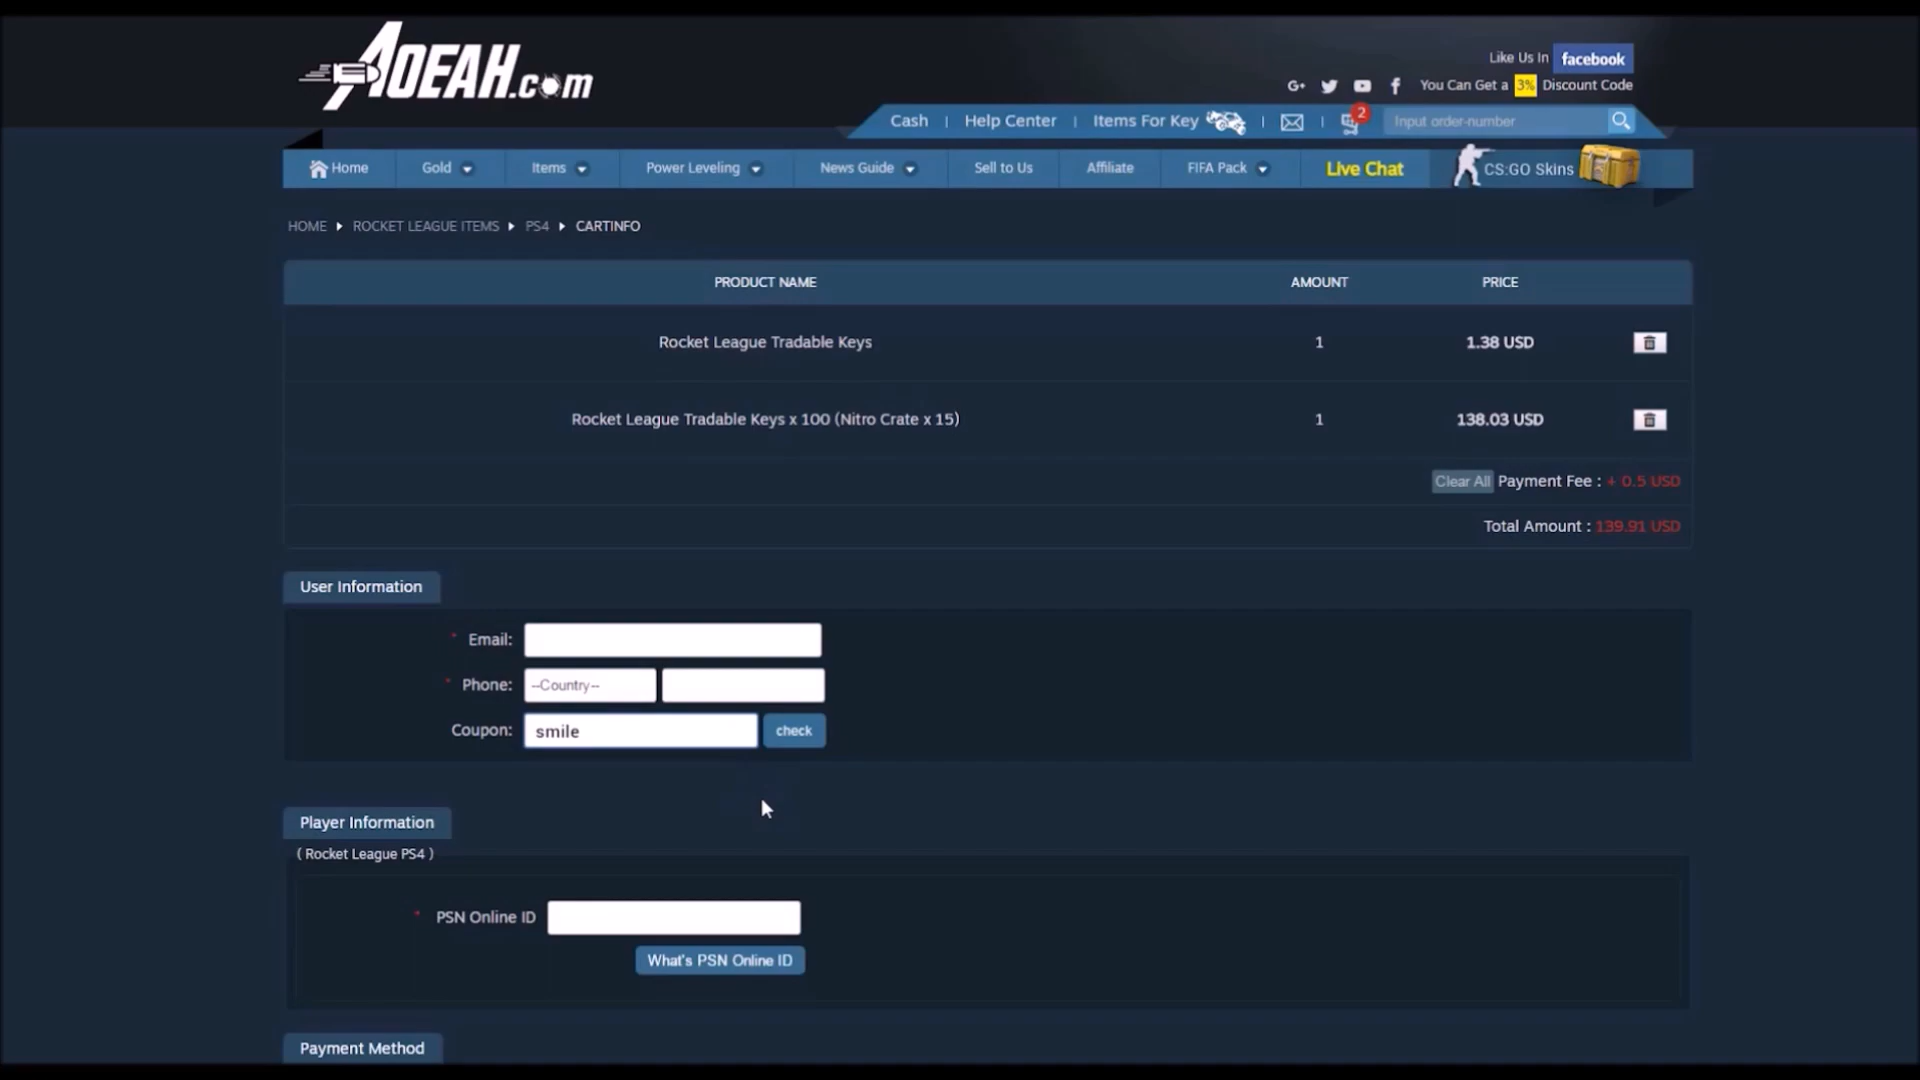 AOEAH.com
Like Us In facebook
G+ You Can Get a 3% Discount Code
Cash | Help Center | Items For Key | | 2 Input order-number
Home Gold Items Power Leveling News Guide Sell to Us Affiliate FIFA Pack Live Chat CS:GO Skins
HOME ROCKET LEAGUE ITEMS PS4 CARTINFO
PRODUCT NAME AMOUNT PRICE
Rocket League Tradable Keys 1 1.38 USD
Rocket League Tradable Keys x 100 (Nitro Crate x 15) 1 138.03 USD
Clear All Payment Fee : + 0.5 USD
Total Amount : 139.91 USD
User Information
* Email:
* Phone: --Country--
Coupon: smile check
Player Information
( Rocket League PS4 )
* PSN Online ID
What's PSN Online ID
Payment Method